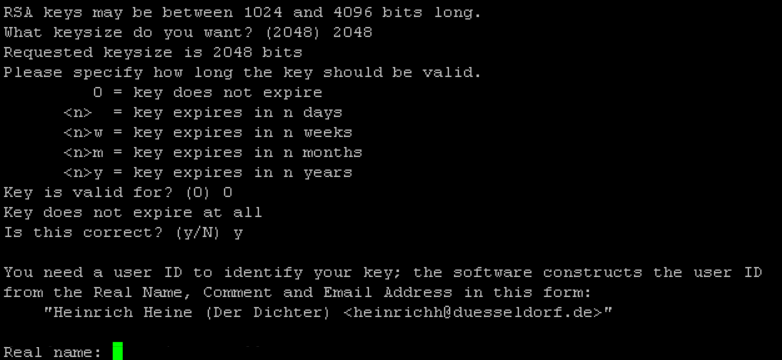 RSA keys may be between 1024 and 4096 bits long.
What keysize do you want? (2048) 2048
Requested keysize is 2048 bits
Please specify how long the key should be valid.
0 = key does not expire
<n>  = key expires in n days
<n>w = key expires in n weeks
<n>m = key expires in n months
<n>y = key expires in n years
Key is valid for? (0) 0
Key does not expire at all
Is this correct? (y/N) y
You need a user ID to identify your key; the software constructs the user ID
from the Real Name, Comment and Email Address in this form:
"Heinrich Heine (Der Dichter) <heinrichh@duesseldorf.de>"
Real name: